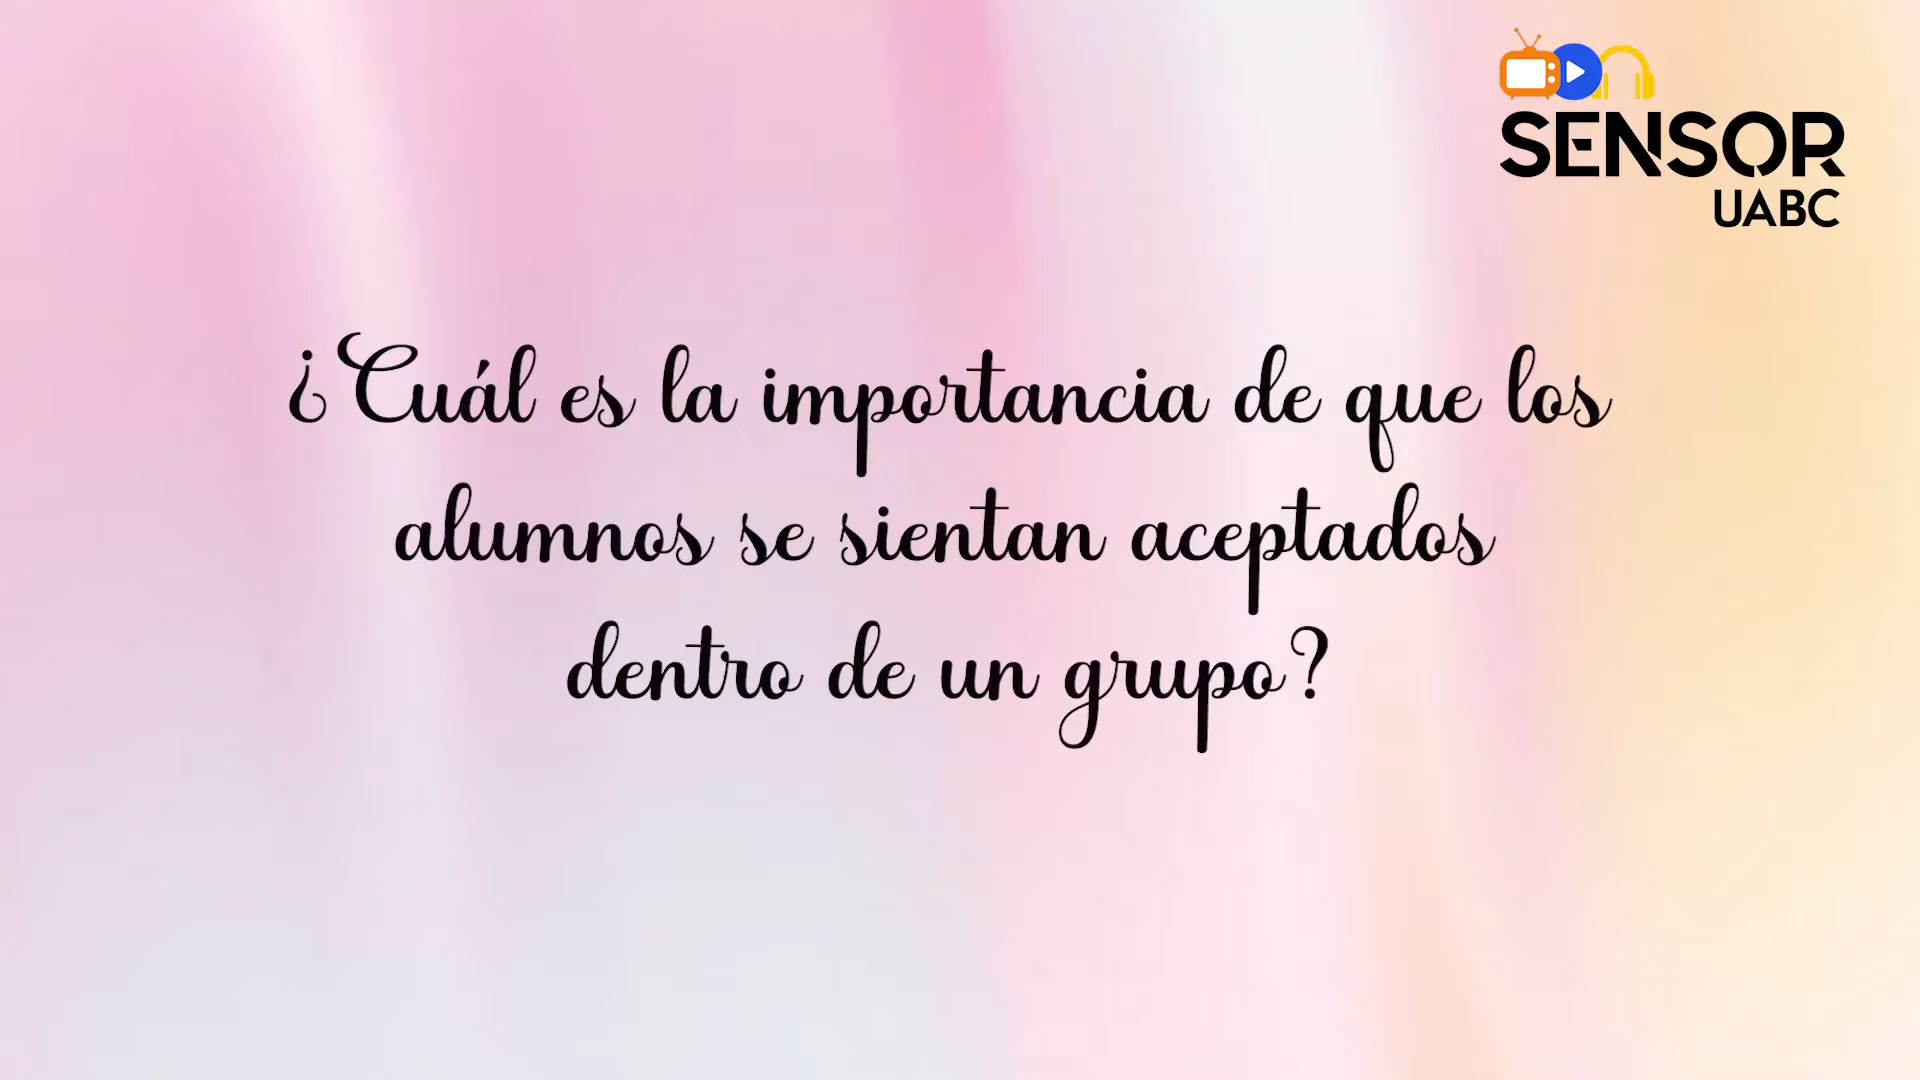 SENSOR
UABC
¿Cuál es la importancia de que los
alumnos se sientan aceptados
dentro de un grupo?